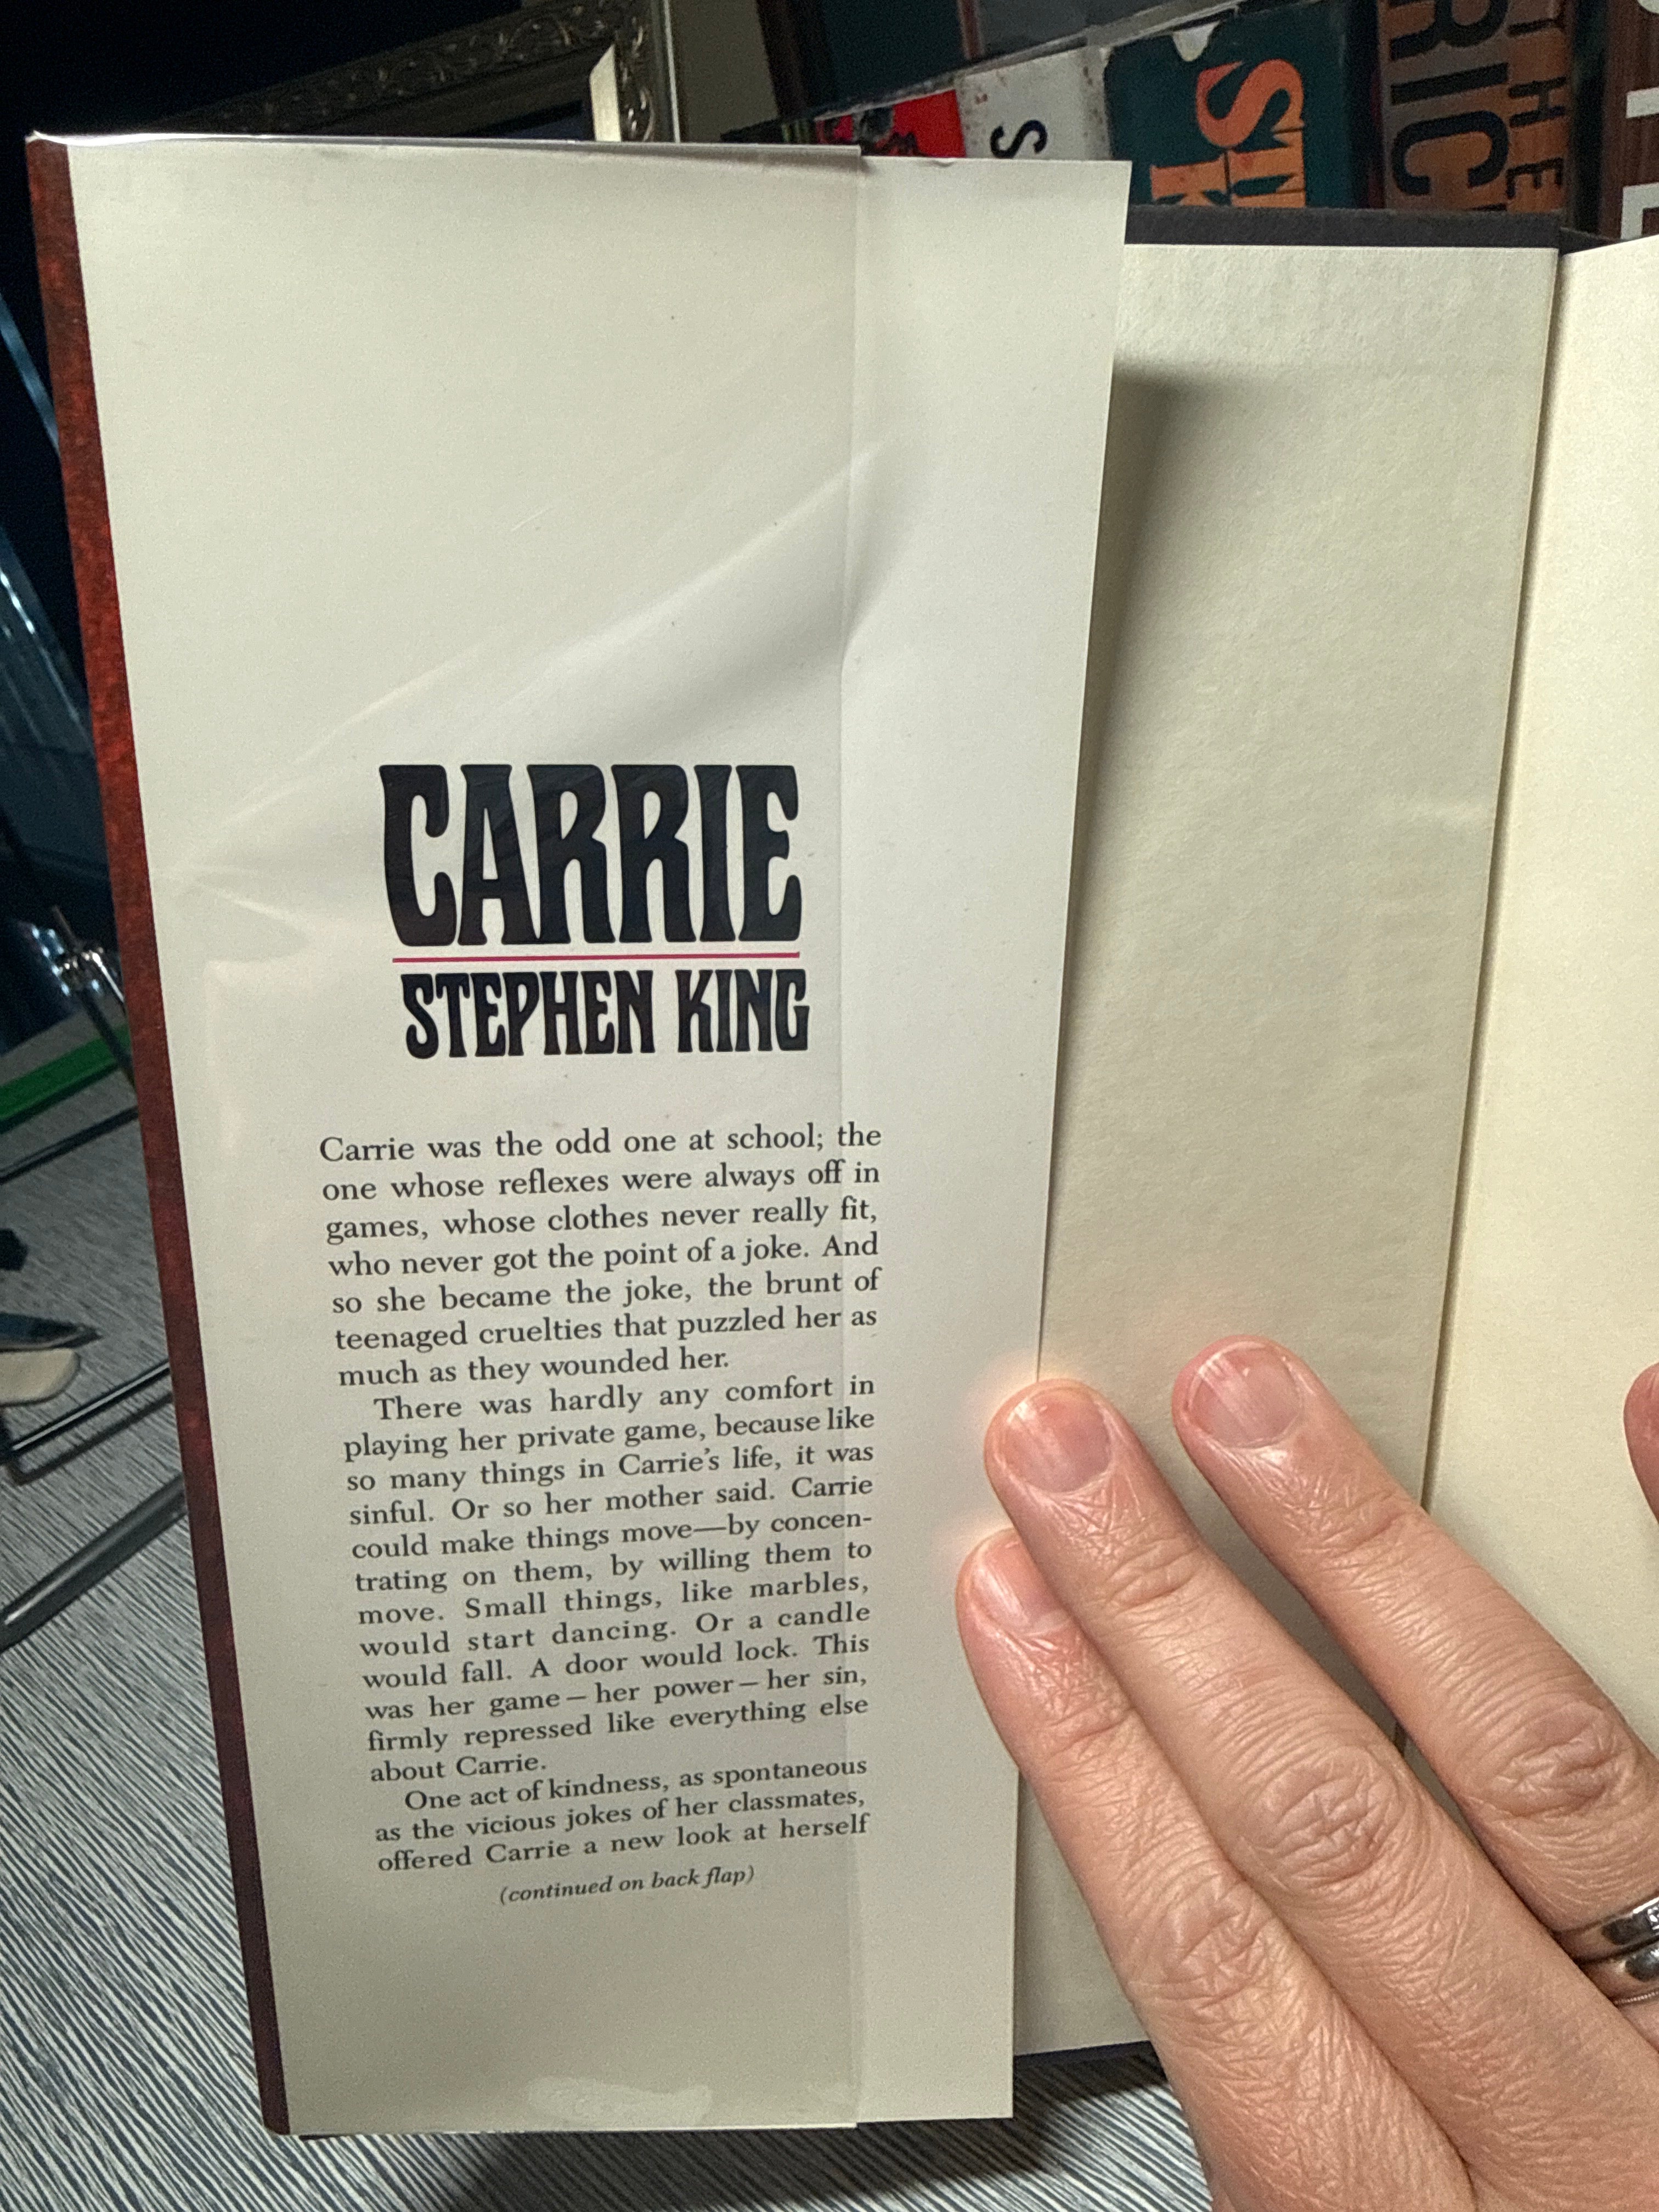 CARRIE
STEPHEN KING
Carrie was the odd one at school; the
one whose reflexes were always off in
games, whose clothes never really fit,
who never got the point of a joke. And
so she became the joke, the brunt of
teenaged cruelties that puzzled her as
much as they wounded her.
There was hardly any comfort in
playing her private game, because like
so many things in Carrie's life, it was
sinful. Or so her mother said. Carrie
could make things move—by concen-
trating on them, by willing them to
move. Small things, like marbles,
would start dancing. Or a candle
would fall. A door would lock. This
was her game — her power — her sin,
firmly repressed like everything else
about Carrie.
One act of kindness, as spontaneous
as the vicious jokes of her classmates,
offered Carrie a new look at herself
(continued on back flap)
THE